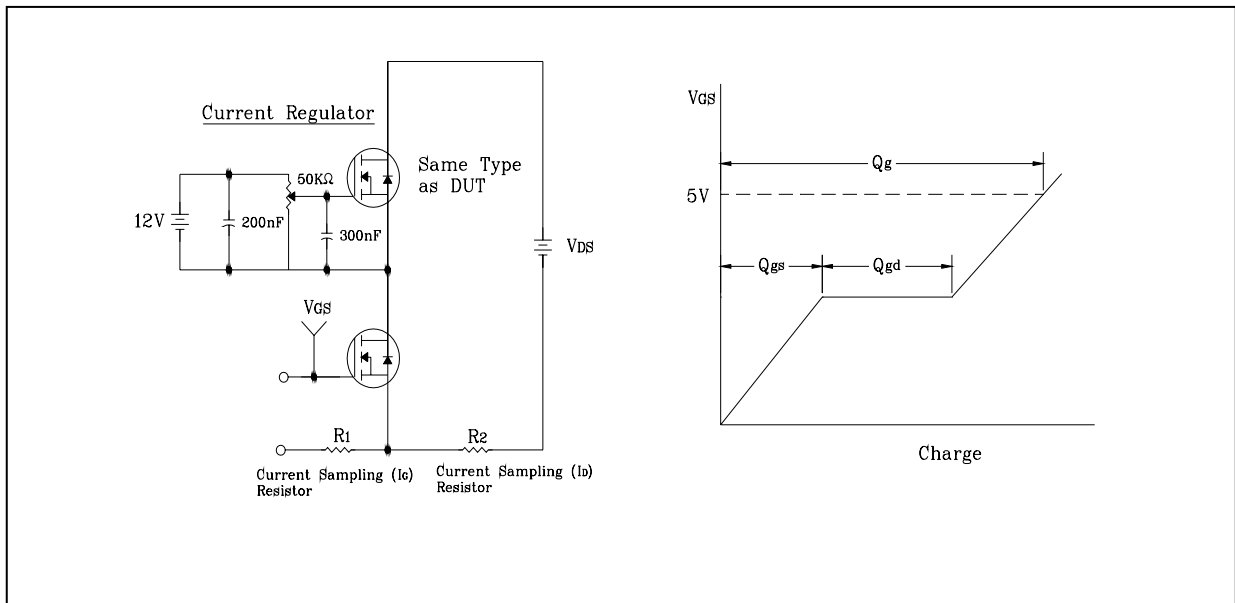 Current Regulator
Same Type
as DUT
50KΩ
12V
200nF
300nF
VDS
VGS
R1
R2
Current Sampling (IG)
Resistor
Current Sampling (ID)
Resistor
VGS
Qg
5V
Qgs
Qgd
Charge